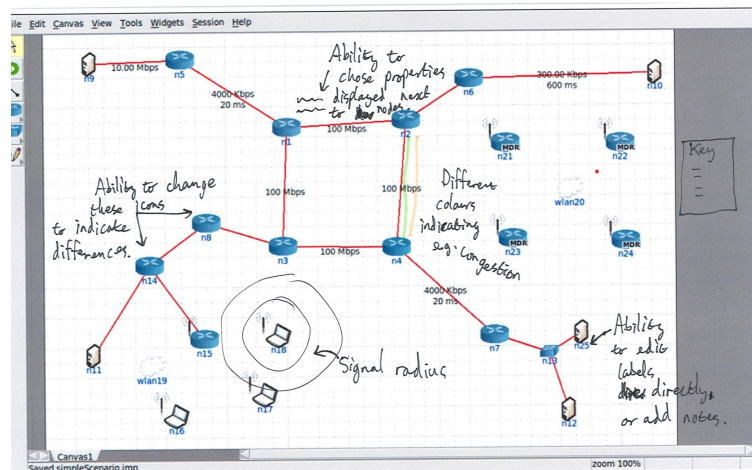 ile Edit Canvas View Tools Widgets Session Help
n9
10.00 Mbps
n5
4000 Kbps
20 ms
n1
Ability to
chose properties
displayed next
to nodes.
100 Mbps
n2
n6
300.00 Kbps
600 ms
n10
n21
MDR
n22
MDR
Key
wlan20
100 Mbps
100 Mbps
Ability to change
these icons
to indicate
differences.
n8
n14
n3
100 Mbps
n4
Different
colours
indicating
eg. congestion
n23
MDR
n24
MDR
4000 Kbps
20 ms
n11
n15
n18
Signal radius
wlan19
n16
n17
n7
n13
n25
n12
Ability
to edit
labels
directly,
or add notes.
Canvas1
Saved simpleScenario.imn
zoom 100%